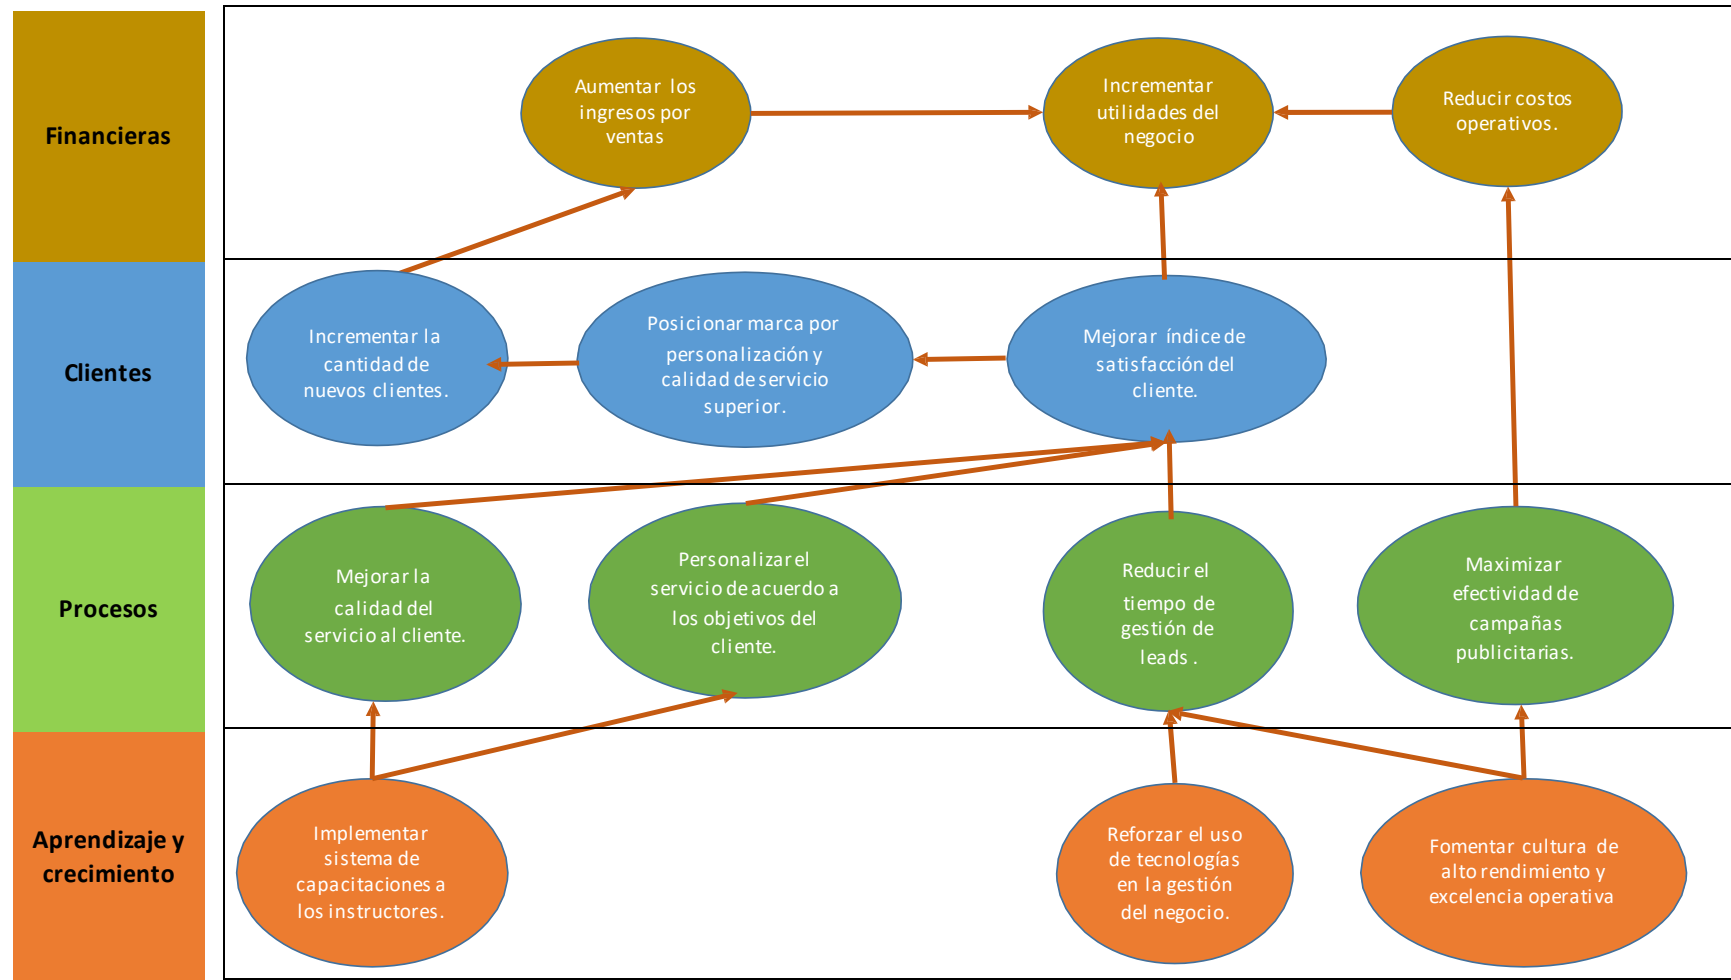 Financieras
Aumentar los
ingresos por
ventas
Incrementar
utilidades del
negocio
Reducir costos
operativos.
Clientes
Incrementar la
cantidad de
nuevos clientes.
Posicionar marca por
personalización y
calidad de servicio
superior.
Mejorar índice de
satisfacción del
cliente.
Procesos
Mejorar la
calidad del
servicio al cliente.
Personalizar el
servicio de acuerdo a
los objetivos del
cliente.
Reducir el
tiempo de
gestión de
leads .
Maximizar
efectividad de
campañas
publicitarias.
Aprendizaje y
crecimiento
Implementar
sistema de
capacitaciones a
los instructores.
Reforzar el uso
de tecnologías
en la gestión
del negocio.
Fomentar cultura de
alto rendimiento y
excelencia operativa